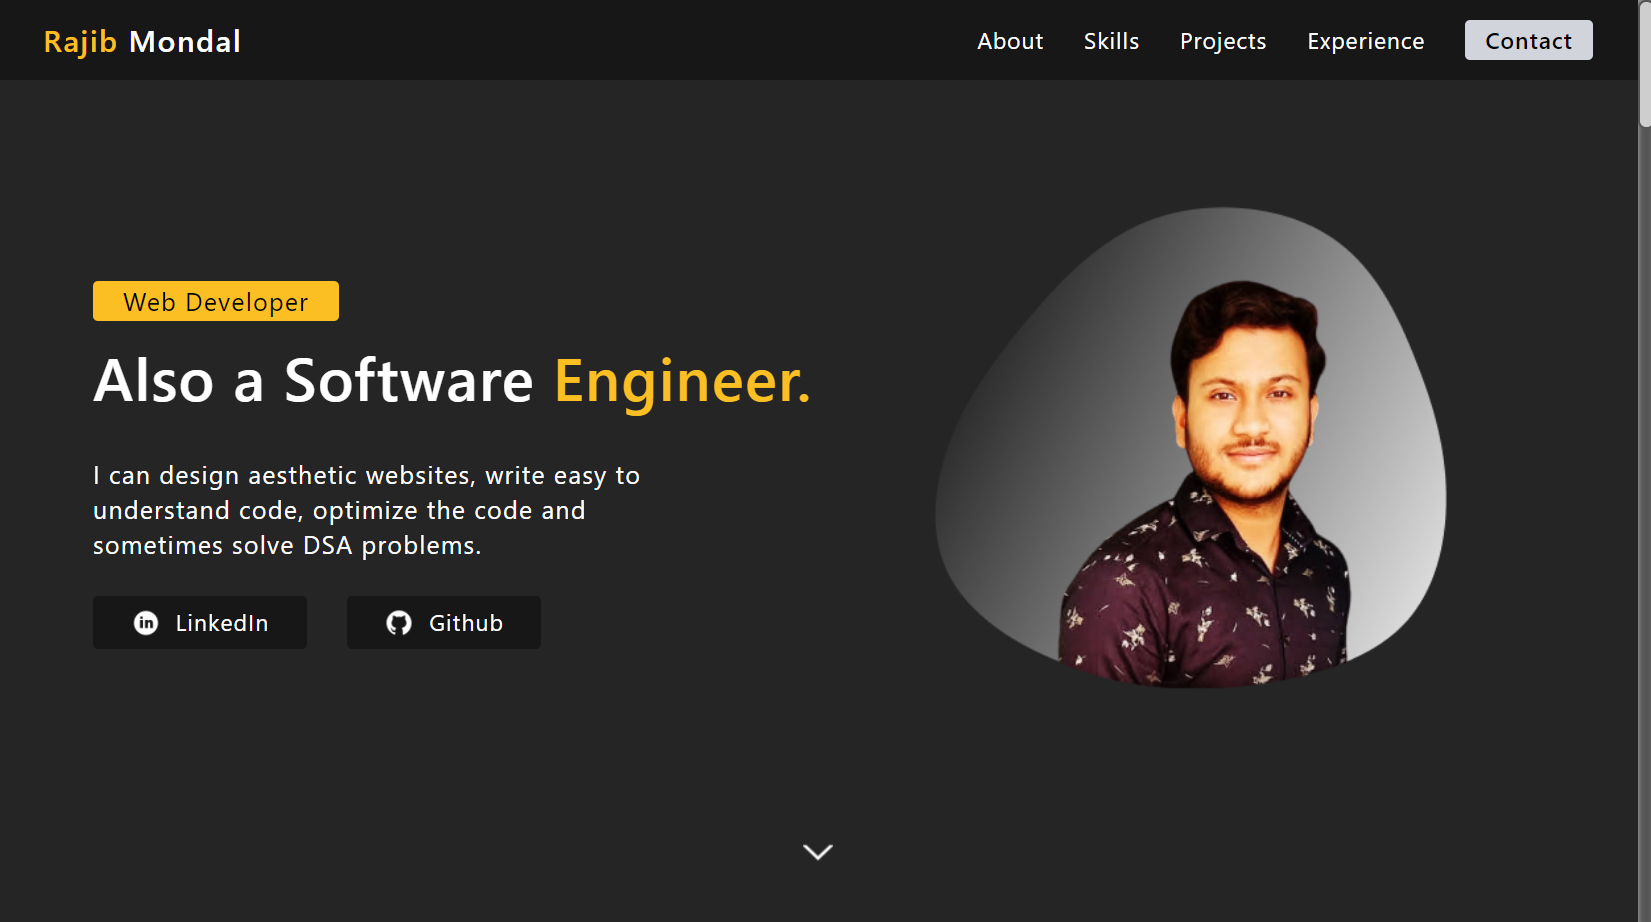 Rajib Mondal
About Skills Projects Experience Contact
Web Developer
Also a Software Engineer.
I can design aesthetic websites, write easy to
understand code, optimize the code and
sometimes solve DSA problems.
in LinkedIn Github